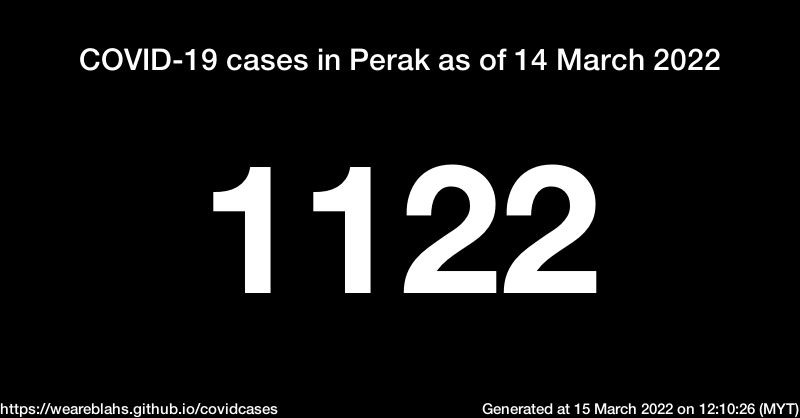 COVID-19 cases in Perak as of 14 March 2022
1122
https://weareblahs.github.io/covidcases
Generated at 15 March 2022 on 12:10:26 (MYT)